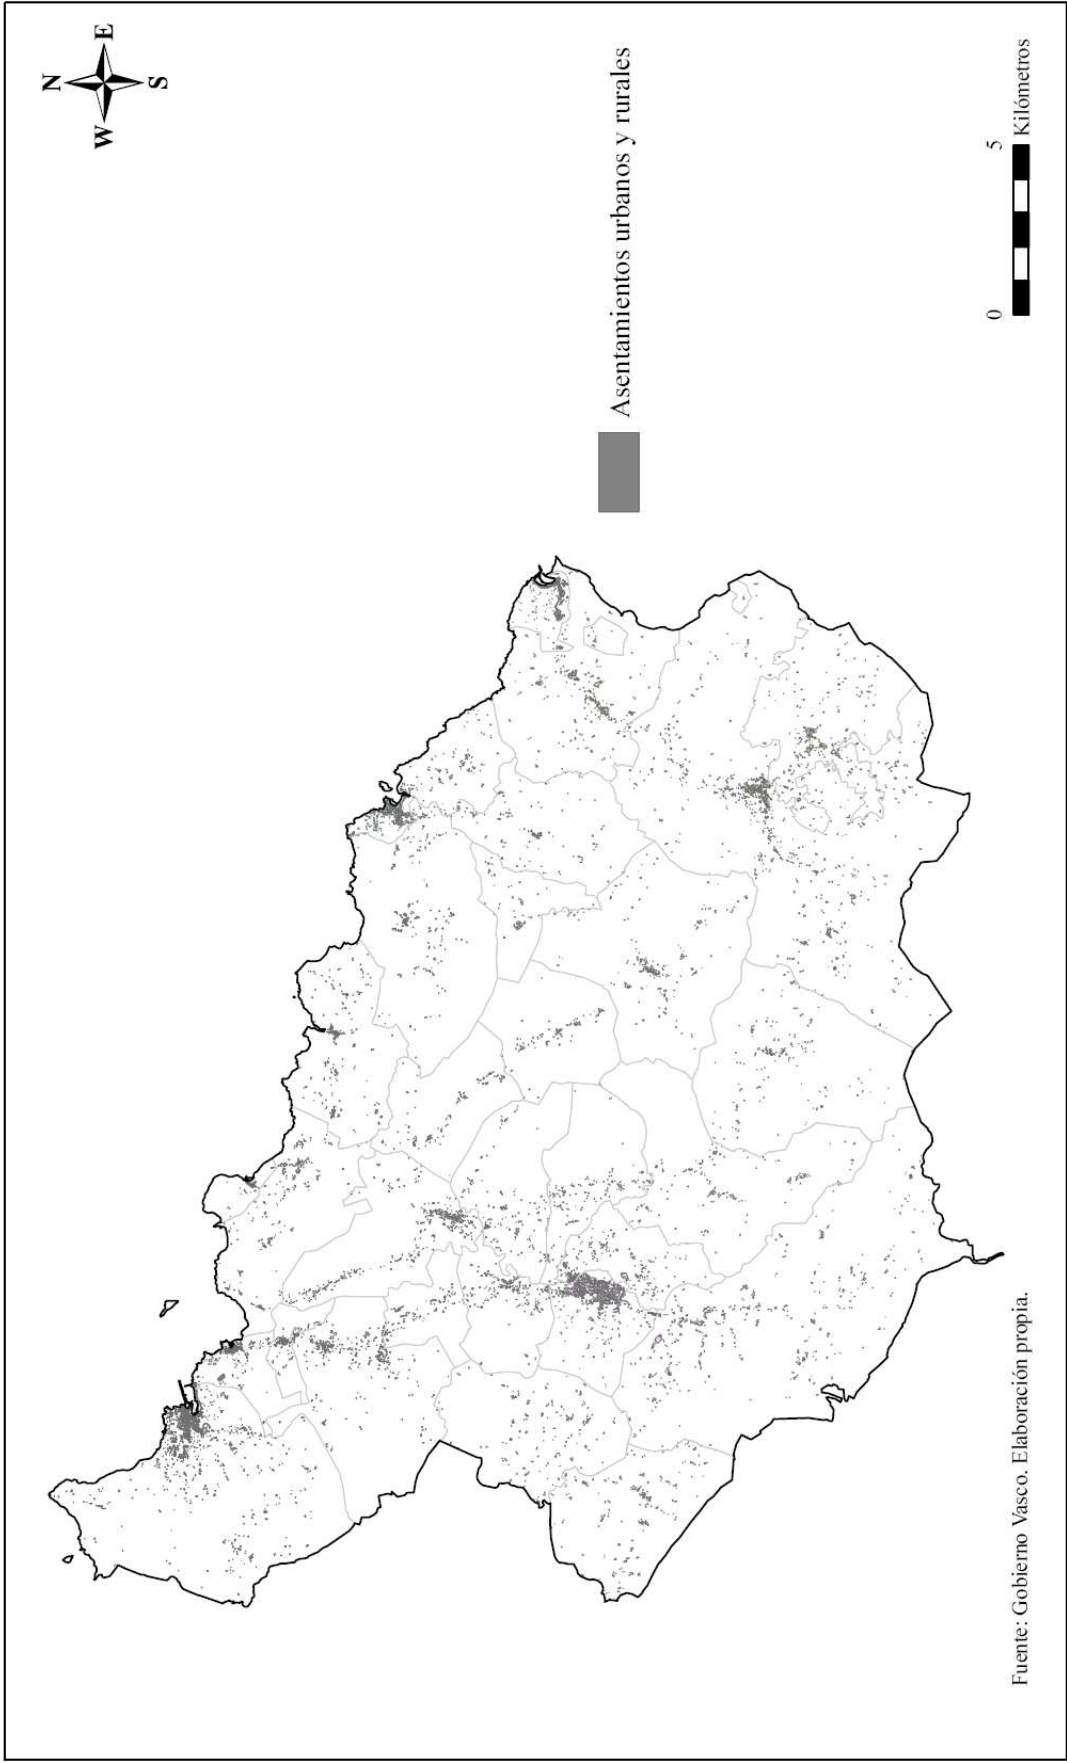 N
W
E
S
Asentamientos urbanos y rurales
0
5
Kilómetros
Fuente: Gobierno Vasco. Elaboración propia.